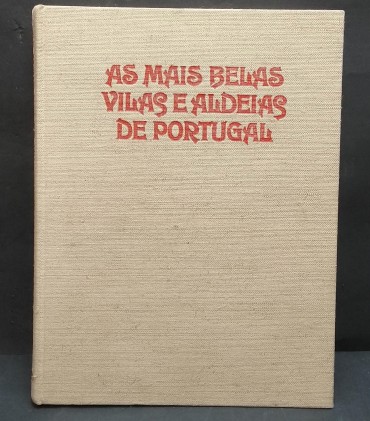 AS MAIS BELAS
VILAS E ALDEIAS
DE PORTUGAL